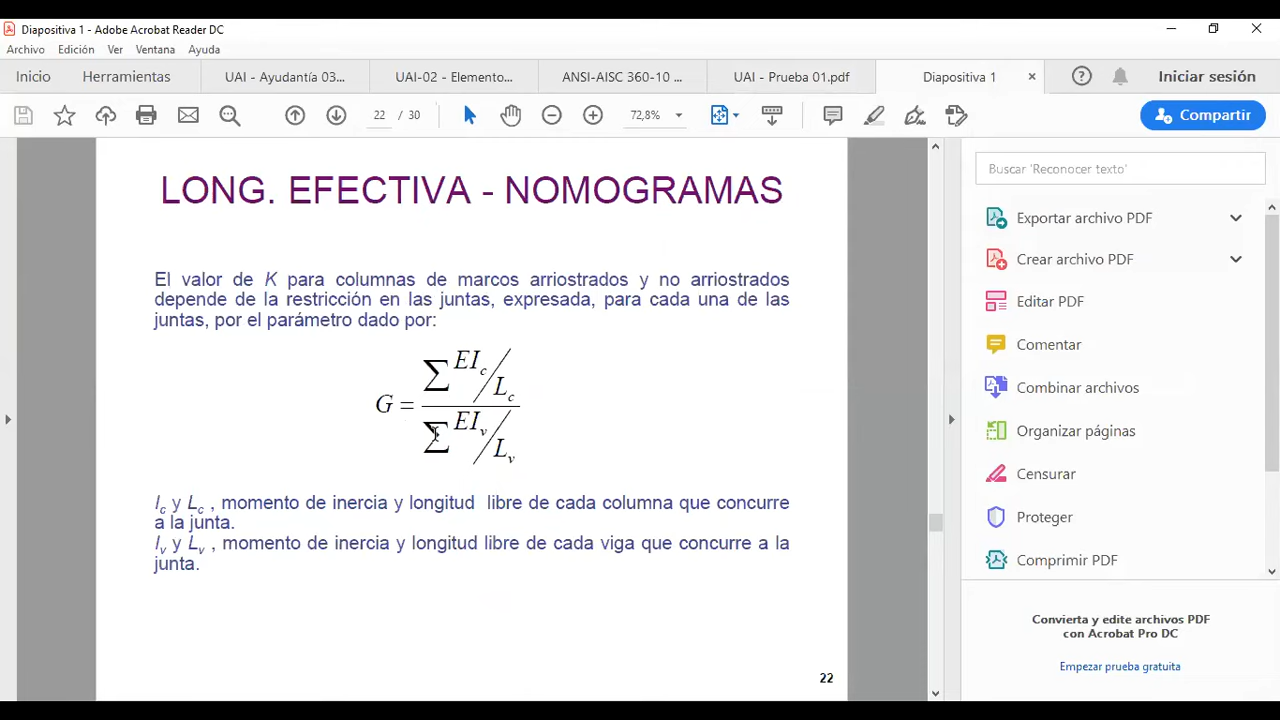 Diapositiva 1 - Adobe Acrobat Reader DC
Archivo Edición Ver Ventana Ayuda
Inicio Herramientas UAI - Ayudantía 03... UAI-02 - Elemento... ANSI-AISC 360-10 ... UAI - Prueba 01.pdf Diapositiva 1 × Iniciar sesión
22 / 30 72,8% Compartir
LONG. EFECTIVA - NOMOGRAMAS
El valor de K para columnas de marcos arriostrados y no arriostrados
depende de la restricción en las juntas, expresada, para cada una de las
juntas, por el parametro dado por:
G = (∑ EIc/Lc) / (∑ EIv/Lv)
Ic y Lc , momento de inercia y longitud libre de cada columna que concurre
a la junta.
Iv y Lv , momento de inercia y longitud libre de cada viga que concurre a la
junta.
22
Buscar 'Reconocer texto'
Exportar archivo PDF
Crear archivo PDF
Editar PDF
Comentar
Combinar archivos
Organizar páginas
Censurar
Proteger
Comprimir PDF
Convierta y edite archivos PDF
con Acrobat Pro DC
Empezar prueba gratuita